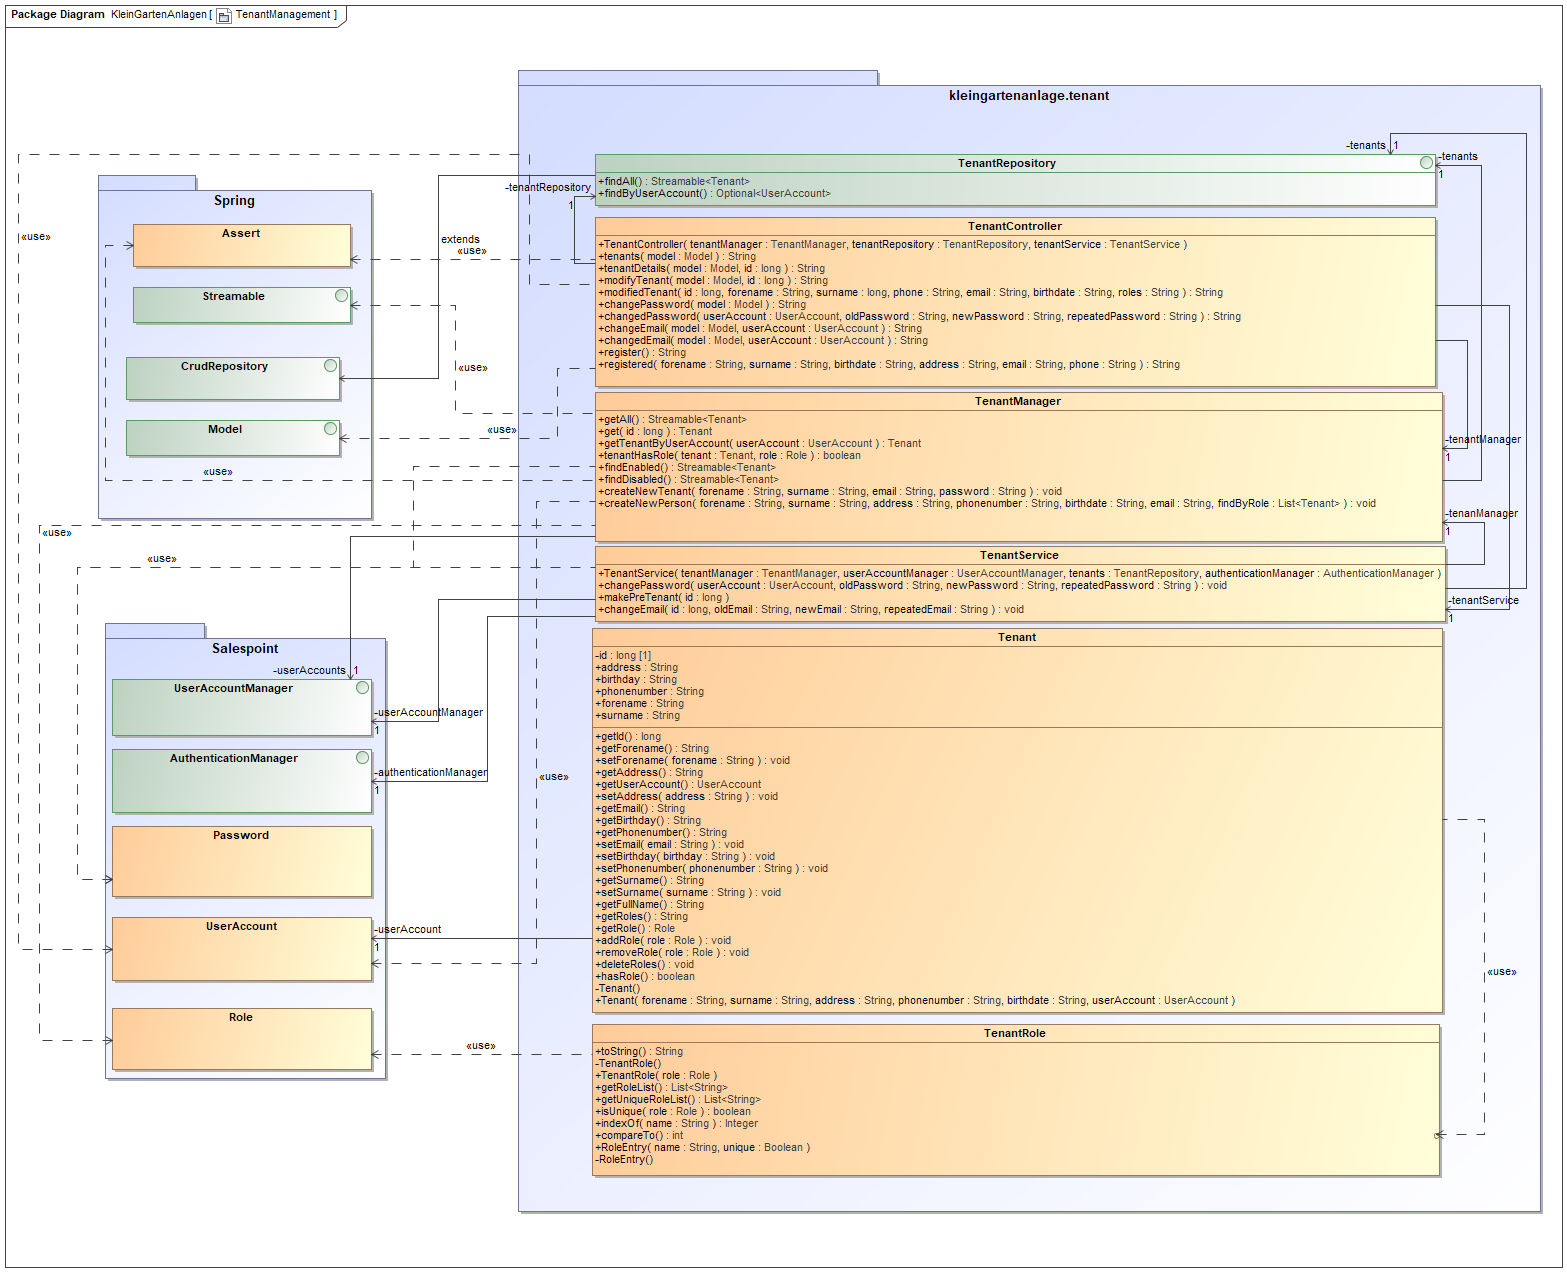 Package Diagram KleinGartenAnlagen [ TenantManagement ]
kleingartenanlage.tenant
-tenants 1
-tenants
1
TenantRepository
+findAll() : Streamable<Tenant>
+findByUserAccount() : Optional<UserAccount>
-tenantRepository
1
TenantController
+TenantController( tenantManager : TenantManager, tenantRepository : TenantRepository, tenantService : TenantService )
+tenants( model : Model ) : String
+tenantDetails( model : Model, id : long ) : String
+modifyTenant( model : Model, id : long ) : String
+modifiedTenant( id : long, forename : String, surname : long, phone : String, email : String, birthdate : String, roles : String ) : String
+changePassword( model : Model ) : String
+changedPassword( userAccount : UserAccount, oldPassword : String, newPassword : String, repeatedPassword : String ) : String
+changeEmail( model : Model, userAccount : UserAccount ) : String
+changedEmail( model : Model, userAccount : UserAccount ) : String
+register() : String
+registered( forename : String, surname : String, birthdate : String, address : String, email : String, phone : String ) : String
TenantManager
+getAll() : Streamable<Tenant>
+get( id : long ) : Tenant
+getTenantByUserAccount( userAccount : UserAccount ) : Tenant
+tenantHasRole( tenant : Tenant, role : Role ) : boolean
+findEnabled() : Streamable<Tenant>
+findDisabled() : Streamable<Tenant>
+createNewTenant( forename : String, surname : String, email : String, password : String ) : void
+createNewPerson( forename : String, surname : String, address : String, phonenumber : String, birthdate : String, email : String, findByRole : List<Tenant> ) : void
-tenantManager
1
-tenanManager
1
TenantService
+TenantService( tenantManager : TenantManager, userAccountManager : UserAccountManager, tenants : TenantRepository, authenticationManager : AuthenticationManager )
+changePassword( userAccount : UserAccount, oldPassword : String, newPassword : String, repeatedPassword : String ) : void
+makePreTenant( id : long )
+changeEmail( id : long, oldEmail : String, newEmail : String, repeatedEmail : String ) : void
-tenantService
1
Tenant
-id : long [1]
+address : String
+birthday : String
+phonenumber : String
+forename : String
+surname : String
+getId() : long
+getForename() : String
+setForename( forename : String ) : void
+getAddress() : String
+getUserAccount() : UserAccount
+setAddress( address : String ) : void
+getEmail() : String
+getBirthday() : String
+getPhonenumber() : String
+setEmail( email : String ) : void
+setBirthday( birthday : String ) : void
+setPhonenumber( phonenumber : String ) : void
+getSurname() : String
+setSurname( surname : String ) : void
+getFullName() : String
+getRoles() : String
+getRole() : Role
+addRole( role : Role ) : void
+removeRole( role : Role ) : void
+deleteRoles() : void
+hasRole() : boolean
-Tenant()
+Tenant( forename : String, surname : String, address : String, phonenumber : String, birthdate : String, userAccount : UserAccount )
«use»
TenantRole
+toString() : String
-TenantRole()
+TenantRole( role : Role )
+getRoleList() : List<String>
+getUniqueRoleList() : List<String>
+isUnique( role : Role ) : boolean
+indexOf( name : String ) : Integer
+compareTo() : int
+RoleEntry( name : String, unique : Boolean )
-RoleEntry()
Spring
Assert
Streamable
CrudRepository
Model
«use»
extends
«use»
«use»
«use»
«use»
«use»
«use»
Salespoint
-userAccounts 1
UserAccountManager
-userAccountManager
1
AuthenticationManager
-authenticationManager
1
Password
«use»
UserAccount
-userAccount
1
Role
«use»